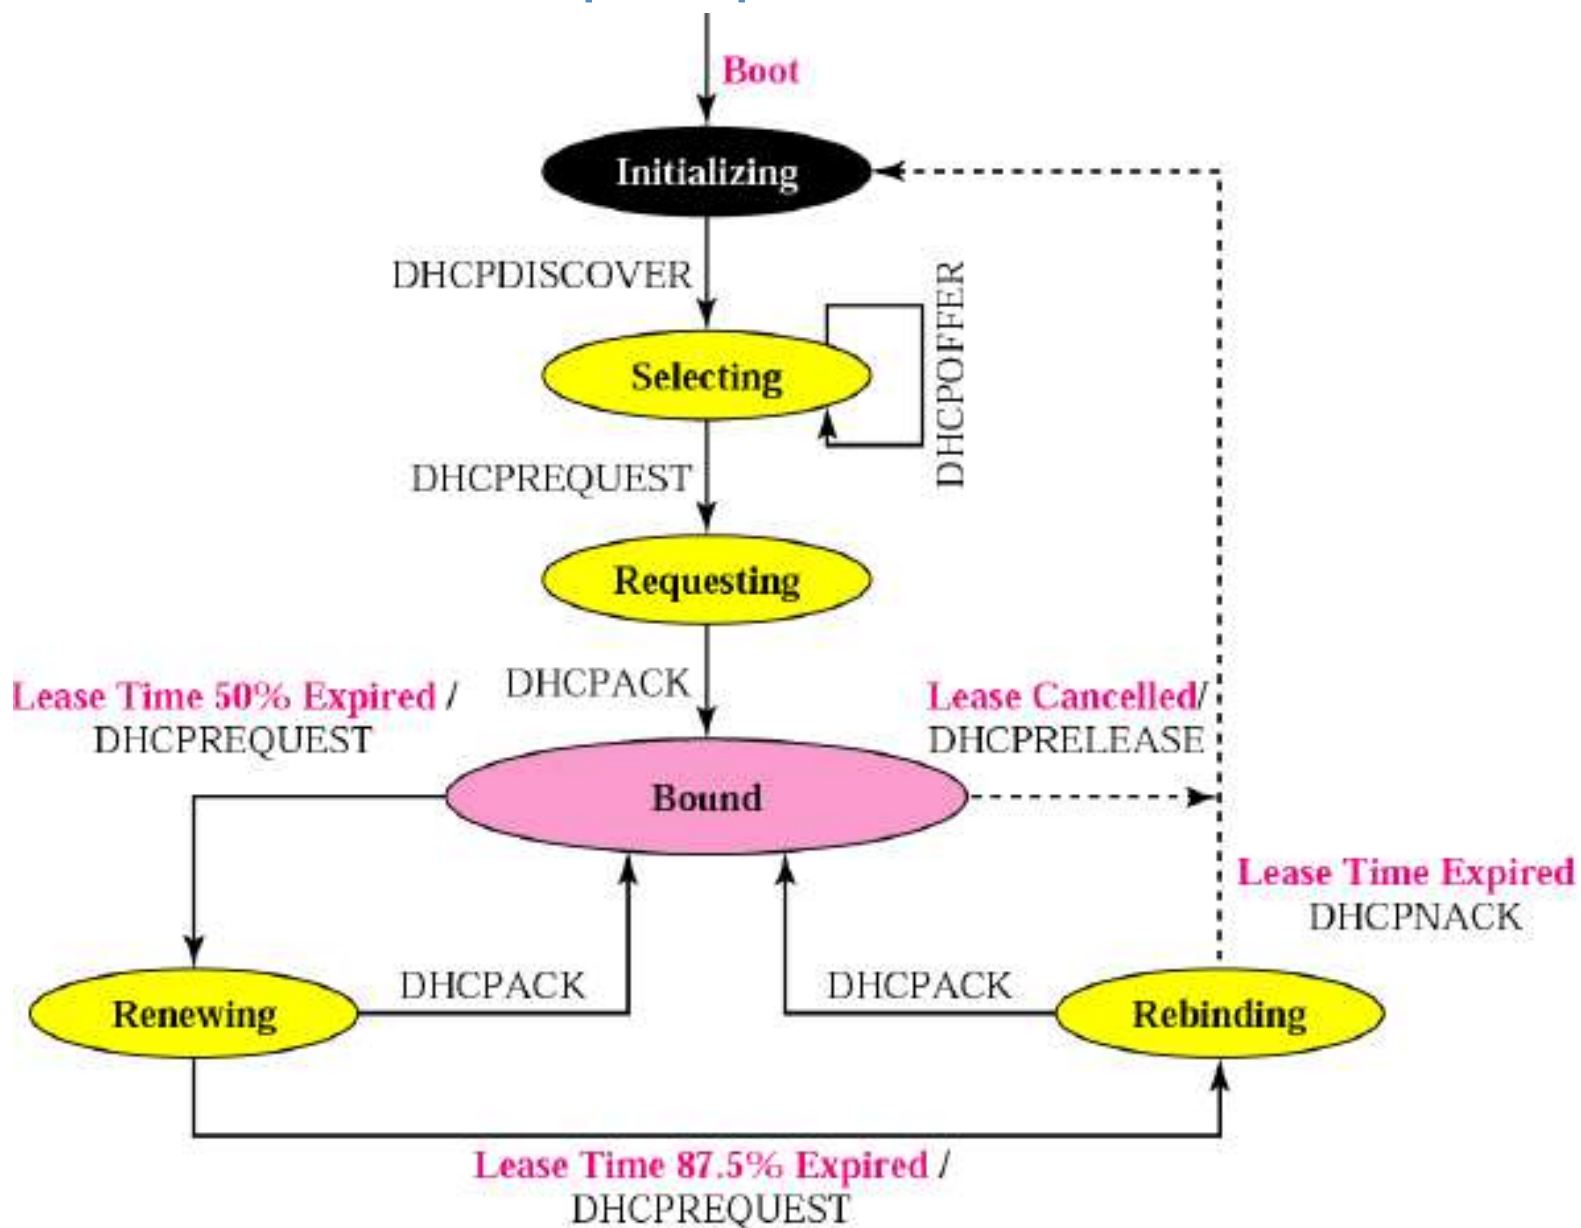 Boot
Initializing
DHCPDISCOVER
DHCPOFFER
Selecting
DHCPREQUEST
Requesting
DHCPACK
Lease Time 50% Expired /
DHCPREQUEST
Lease Cancelled/
DHCPRELEASE
Bound
Lease Time Expired
DHCPNACK
Renewing
DHCPACK
DHCPACK
Rebinding
Lease Time 87.5% Expired /
DHCPREQUEST